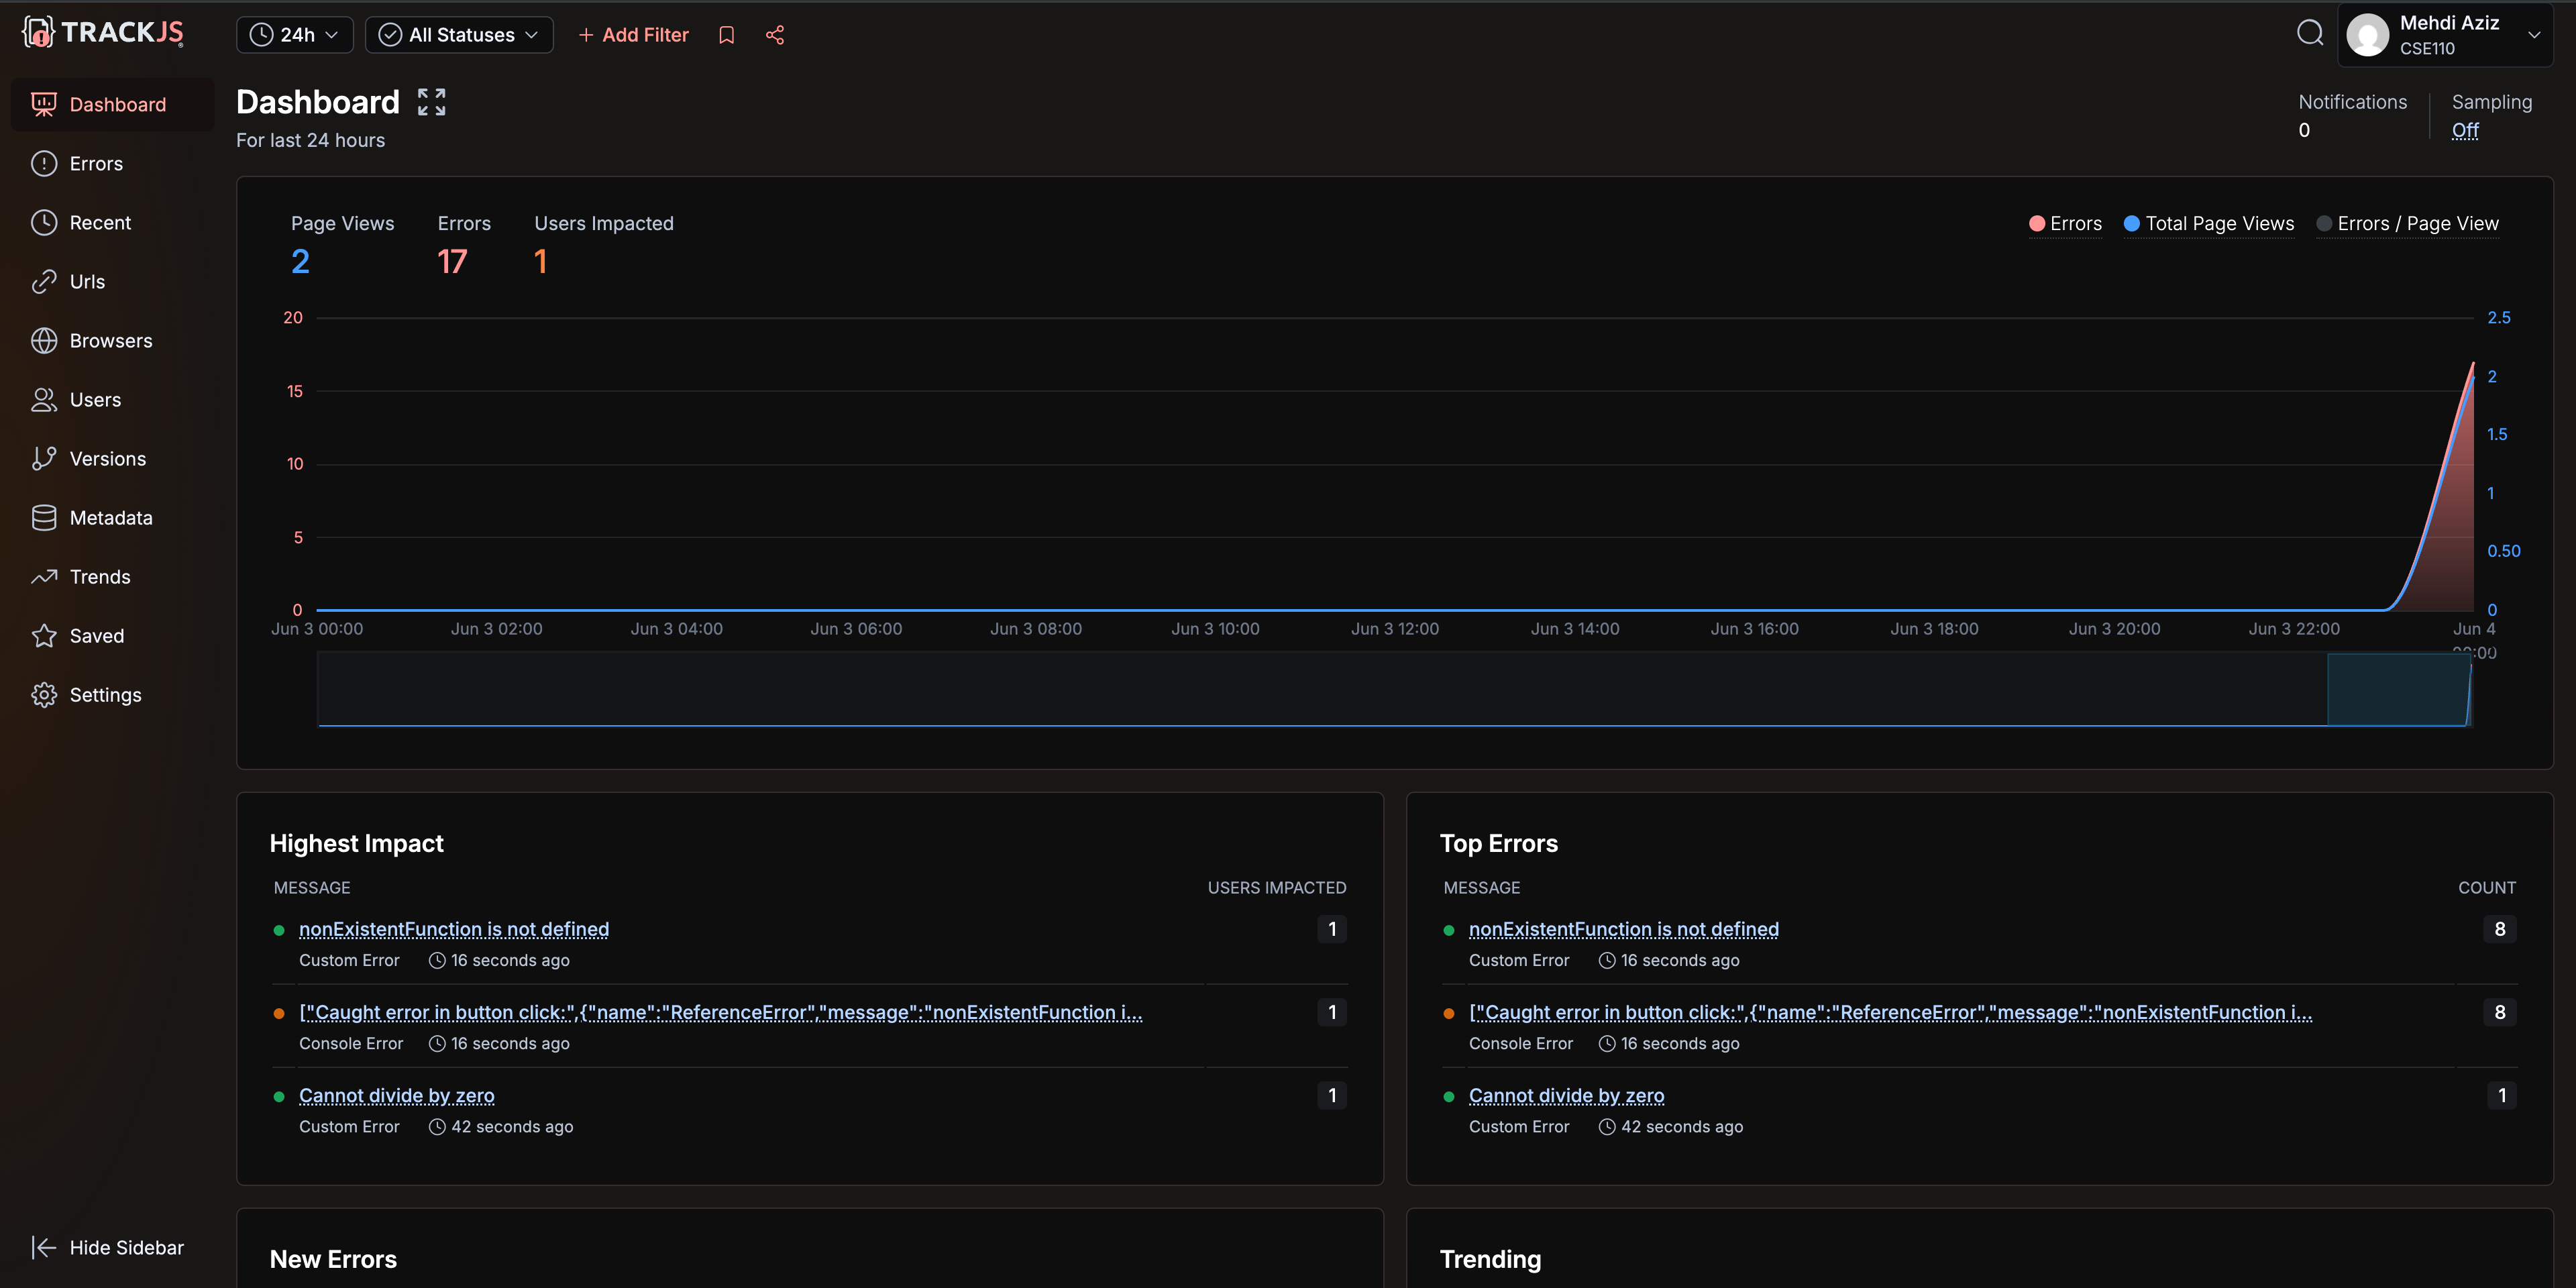 TRACKJS
24h
All Statuses
+ Add Filter
Mehdi Aziz
CSE110
Dashboard
Errors
Recent
Urls
Browsers
Users
Versions
Metadata
Trends
Saved
Settings
Hide Sidebar
Dashboard
For last 24 hours
Notifications
0
Sampling
Off
Page Views
2
Errors
17
Users Impacted
1
Errors
Total Page Views
Errors / Page View
20
15
10
5
0
2.5
2
1.5
1
0.50
0
Jun 3 00:00
Jun 3 02:00
Jun 3 04:00
Jun 3 06:00
Jun 3 08:00
Jun 3 10:00
Jun 3 12:00
Jun 3 14:00
Jun 3 16:00
Jun 3 18:00
Jun 3 20:00
Jun 3 22:00
Jun 4
00:00
Highest Impact
MESSAGE USERS IMPACTED
nonExistentFunction is not defined 1
Custom Error 16 seconds ago
["Caught error in button click:",{"name":"ReferenceError","message":"nonExistentFunction i... 1
Console Error 16 seconds ago
Cannot divide by zero 1
Custom Error 42 seconds ago
Top Errors
MESSAGE COUNT
nonExistentFunction is not defined 8
Custom Error 16 seconds ago
["Caught error in button click:",{"name":"ReferenceError","message":"nonExistentFunction i... 8
Console Error 16 seconds ago
Cannot divide by zero 1
Custom Error 42 seconds ago
New Errors
Trending